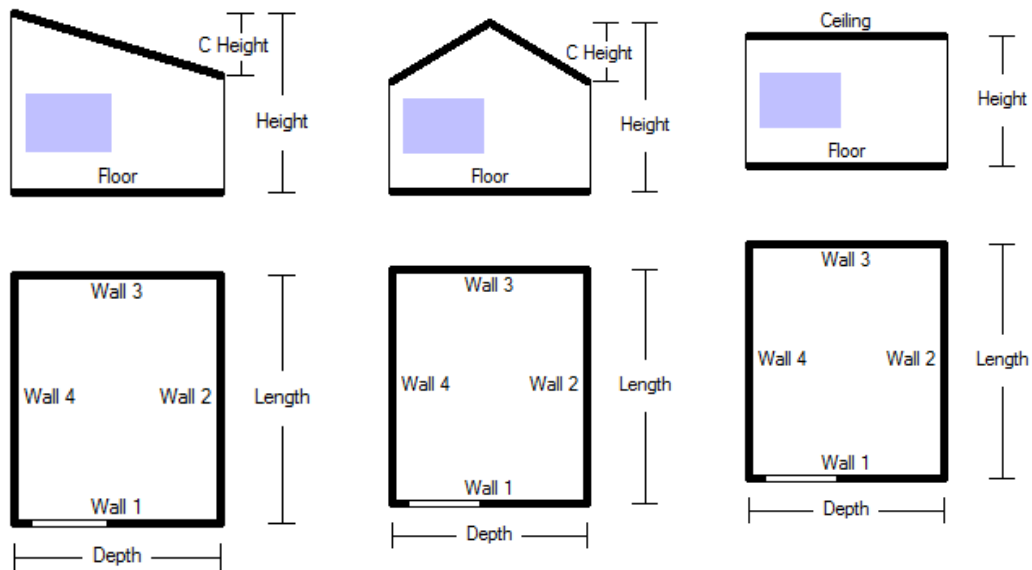 C Height
Height
Floor
Wall 3
Wall 4
Wall 2
Length
Wall 1
Depth
C Height
Height
Floor
Wall 3
Wall 4
Wall 2
Length
Wall 1
Depth
Ceiling
Height
Floor
Wall 3
Wall 4
Wall 2
Length
Wall 1
Depth